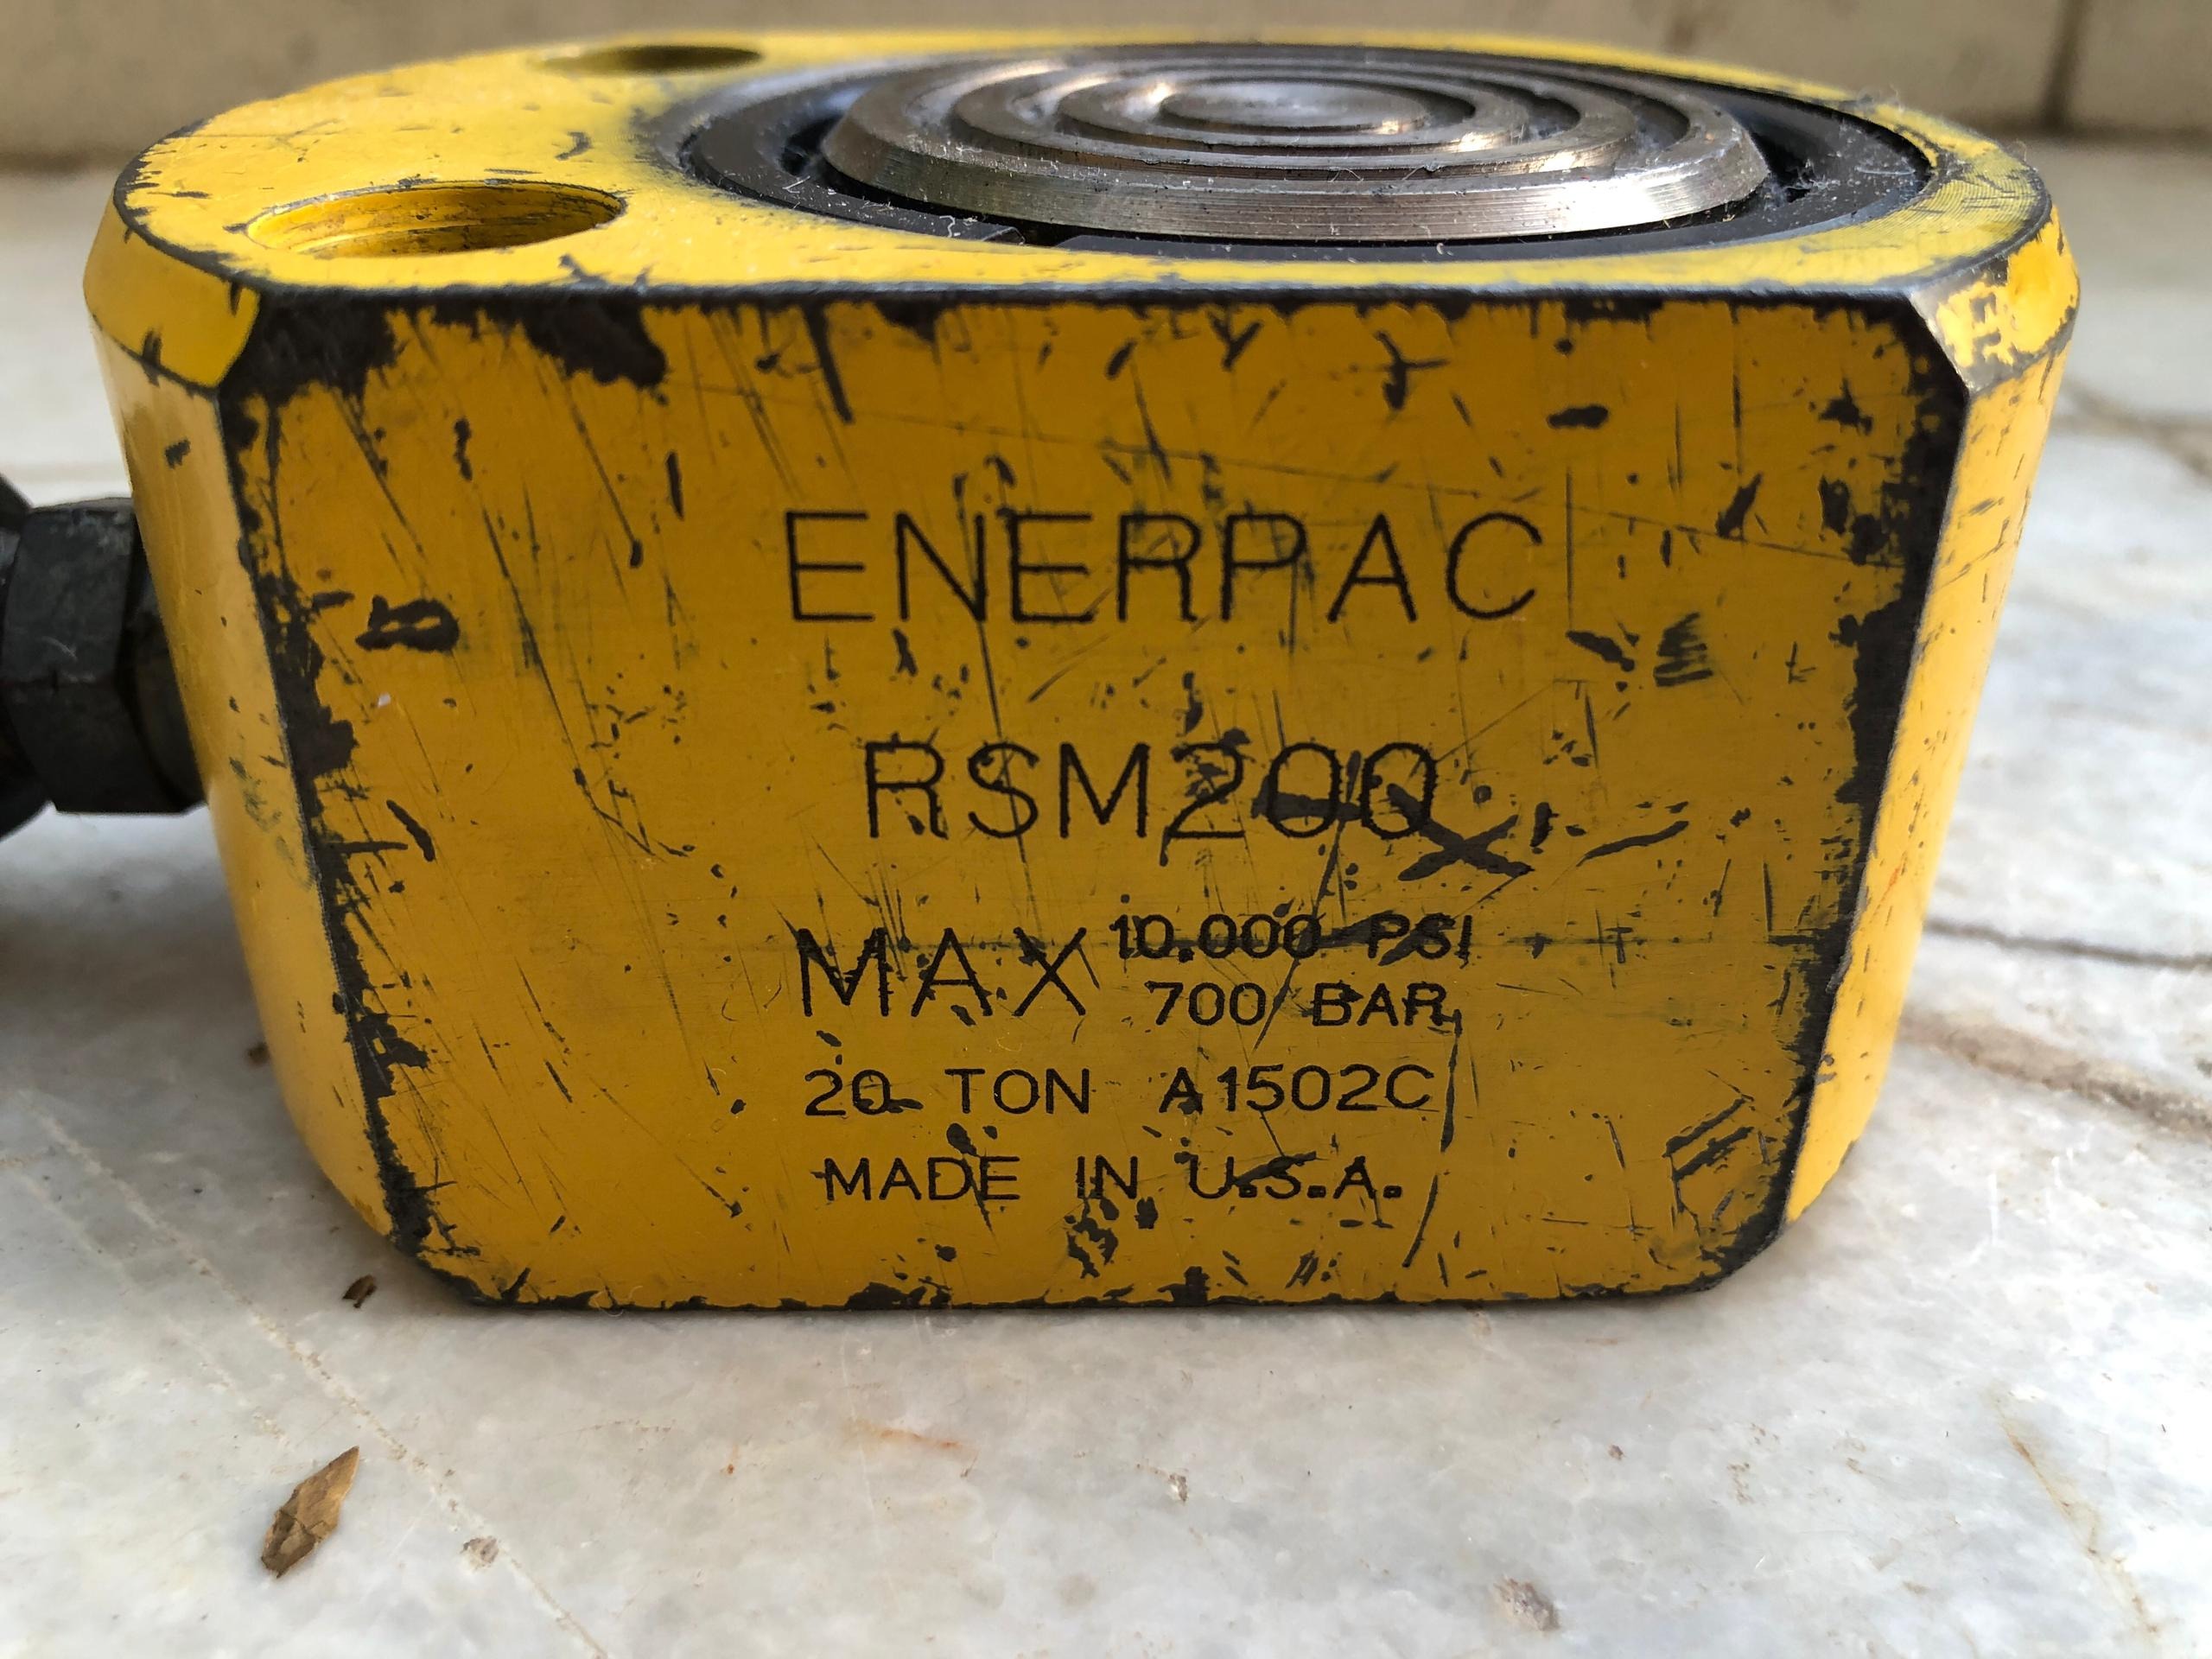 ENERPAC
RSM200
MAX 10.000 PSI
700 BAR
20 TON A1502C
MADE IN U.S.A.